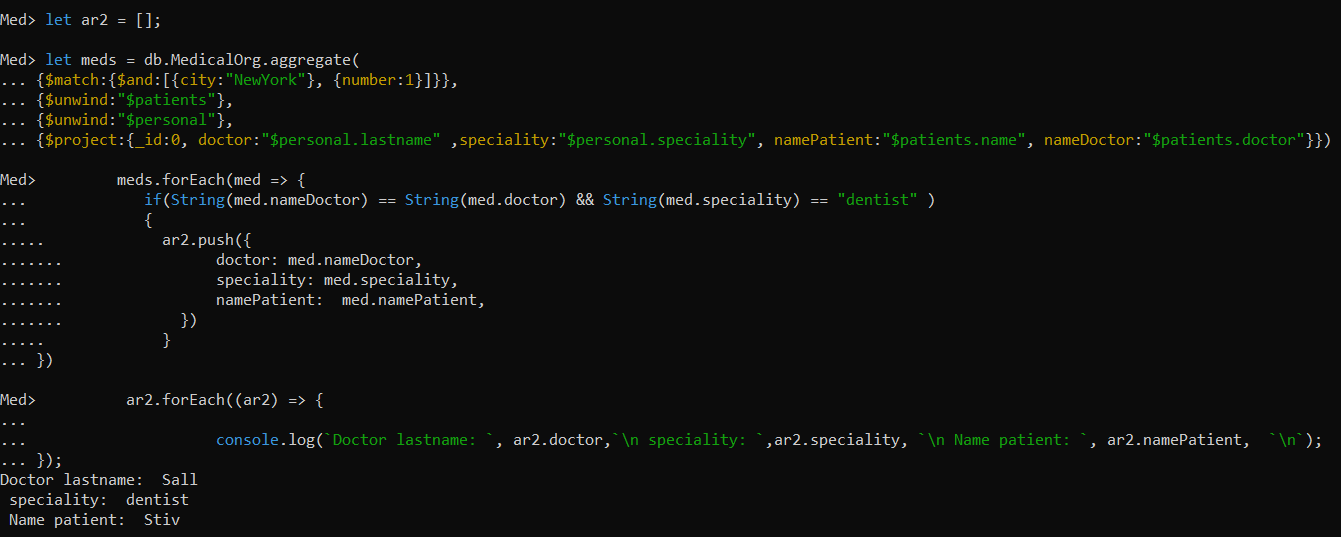 Med> let ar2 = [];
Med> let meds = db.MedicalOrg.aggregate(
... {$match:{$and:[{city:"NewYork"}, {number:1}]}},
... {$unwind:"$patients"},
... {$unwind:"$personal"},
... {$project:{_id:0, doctor:"$personal.lastname" ,speciality:"$personal.speciality", namePatient:"$patients.name", nameDoctor:"$patients.doctor"}})
Med>         meds.forEach(med => {
...             if(String(med.nameDoctor) == String(med.doctor) && String(med.speciality) == "dentist" )
...             {
.....             ar2.push({
.......                 doctor: med.nameDoctor,
.......                 speciality: med.speciality,
.......                 namePatient:  med.namePatient,
.......             })
.....             }
... })
Med>          ar2.forEach((ar2) => {
...
...                     console.log(`Doctor lastname: `, ar2.doctor,`\n speciality: `,ar2.speciality, `\n Name patient: `, ar2.namePatient,  `\n`);
... });
Doctor lastname:  Sall
 speciality:  dentist
 Name patient:  Stiv